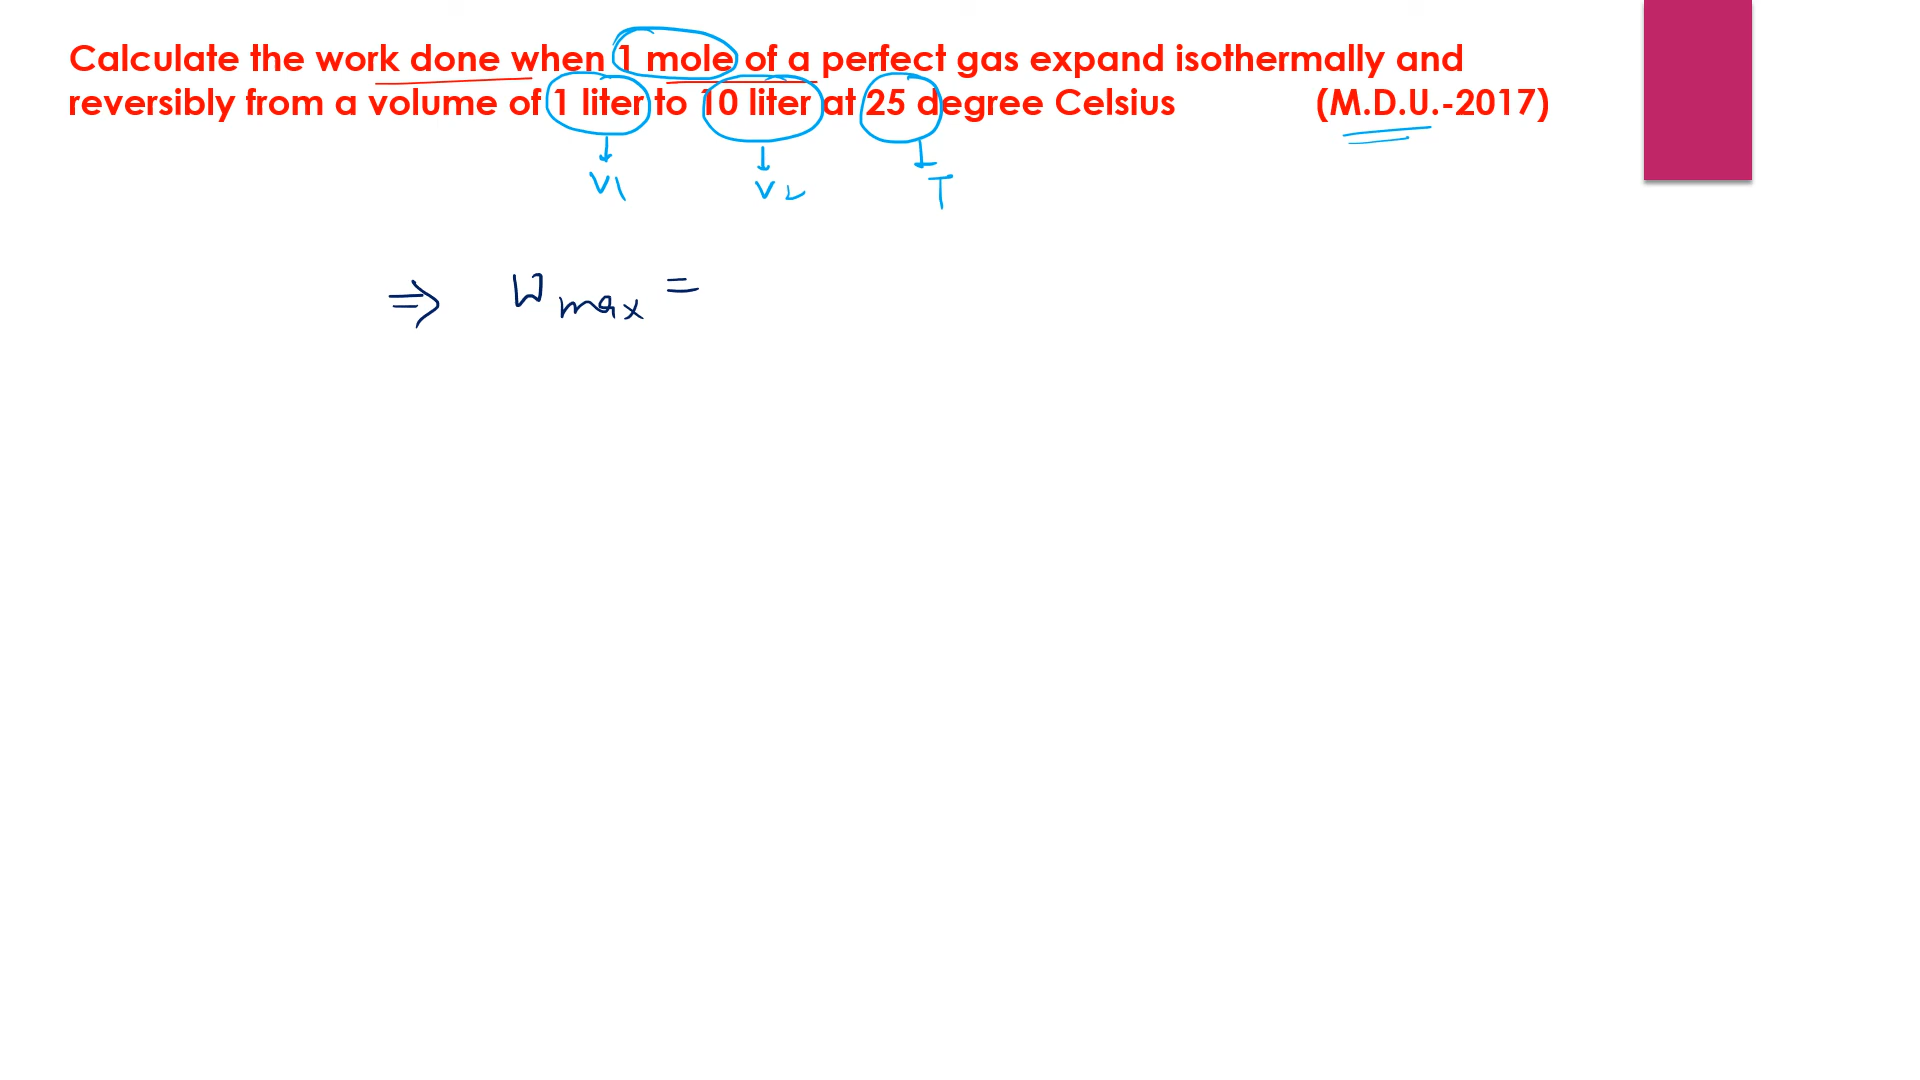 Calculate the work done when 1 mole of a perfect gas expand isothermally and
reversibly from a volume of 1 liter to 10 liter at 25 degree Celsius (M.D.U.-2017)
V1 V2 T
⇒ Wmax =